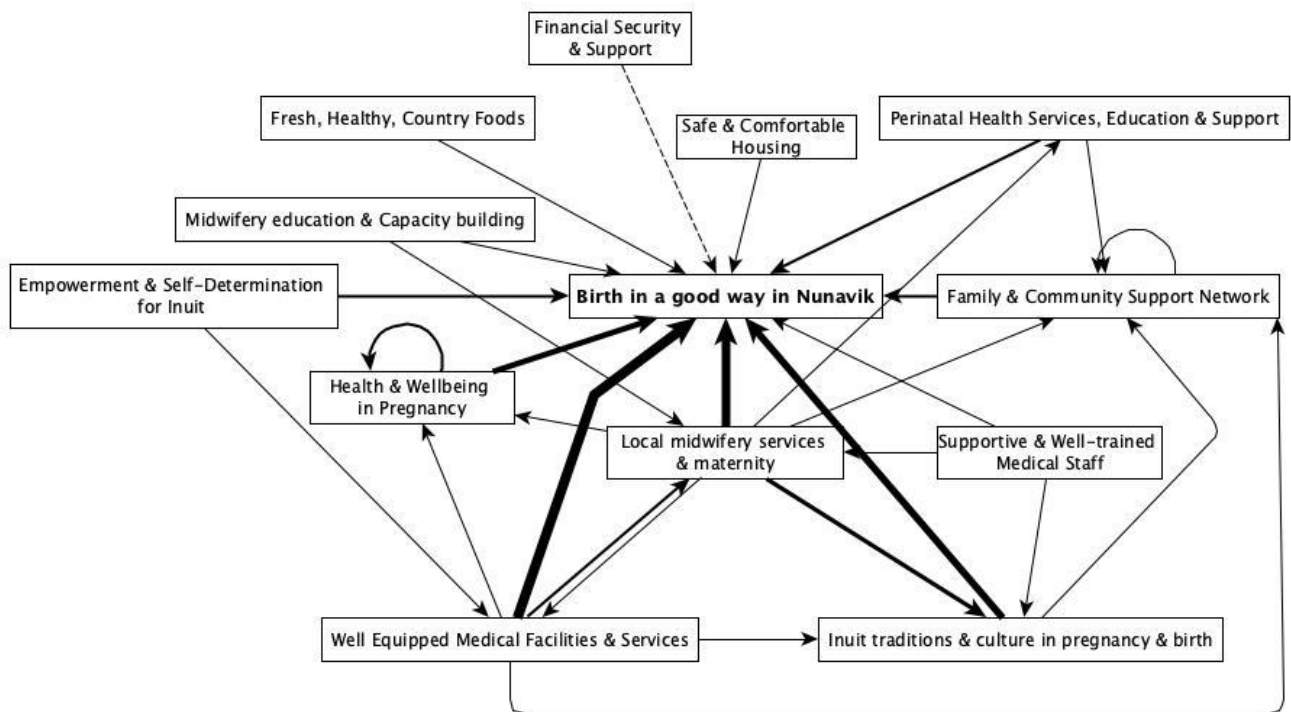 Financial Security
& Support
Fresh, Healthy, Country Foods
Safe & Comfortable
Housing
Perinatal Health Services, Education & Support
Midwifery education & Capacity building
Empowerment & Self-Determination
for Inuit
Birth in a good way in Nunavik
Family & Community Support Network
Health & Wellbeing
in Pregnancy
Local midwifery services
& maternity
Supportive & Well-trained
Medical Staff
Well Equipped Medical Facilities & Services
Inuit traditions & culture in pregnancy & birth